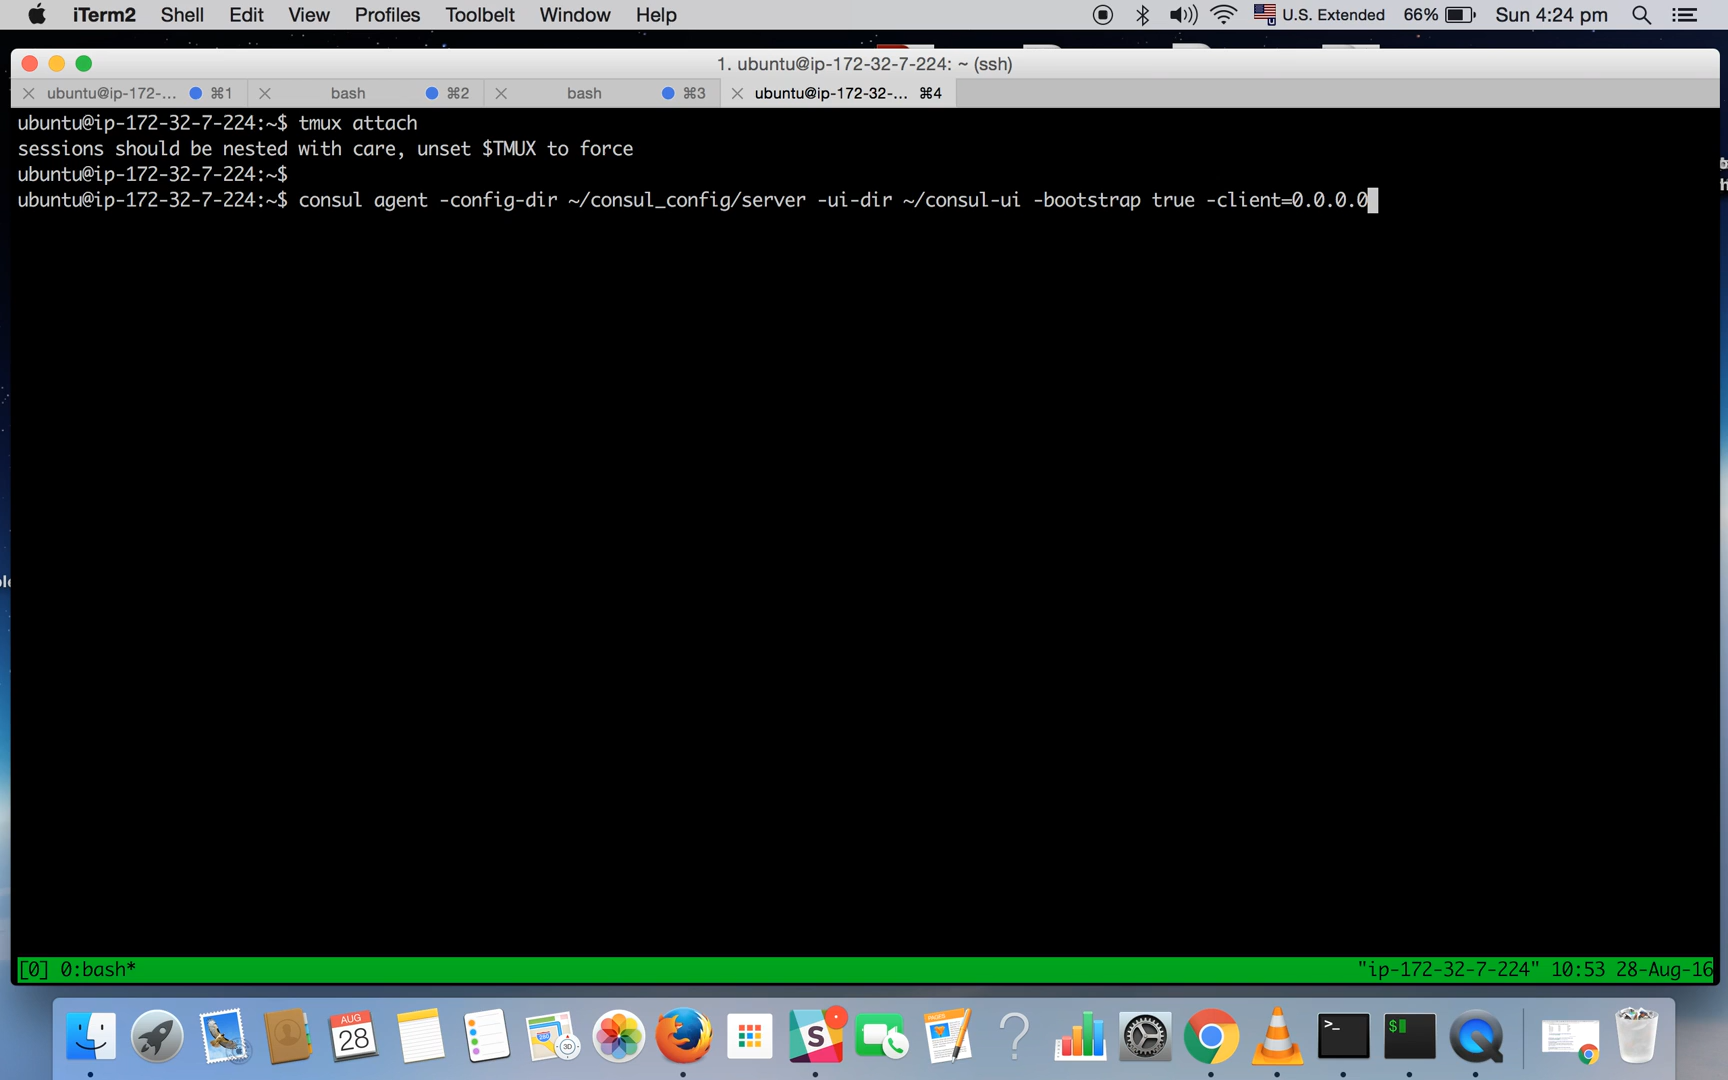 iTerm2 Shell Edit View Profiles Toolbelt Window Help U.S. Extended 66% Sun 4:24 pm
1. ubuntu@ip-172-32-7-224: ~ (ssh)
ubuntu@ip-172-... ⌘1 bash ⌘2 bash ⌘3 ubuntu@ip-172-32-... ⌘4
ubuntu@ip-172-32-7-224:~$ tmux attach
sessions should be nested with care, unset $TMUX to force
ubuntu@ip-172-32-7-224:~$
ubuntu@ip-172-32-7-224:~$ consul agent -config-dir ~/consul_config/server -ui-dir ~/consul-ui -bootstrap true -client=0.0.0.0
[0] 0:bash* "ip-172-32-7-224" 10:53 28-Aug-16
AUG
28
3D
S
PAGES
?
>_
$